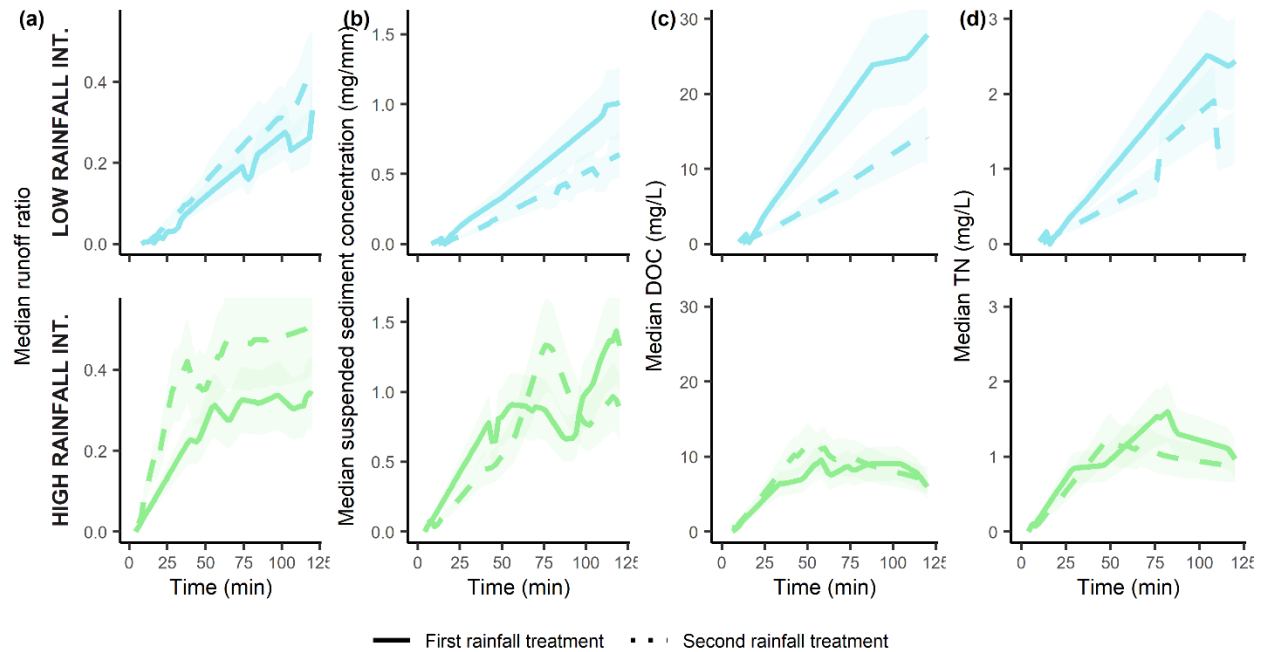 (a) (b) (c) (d)
LOW RAINFALL INT.
HIGH RAINFALL INT.
Median runoff ratio
0.4
0.2
0.0
0.4
0.2
0.0
0 25 50 75 100 125
Time (min)
Median suspended sediment concentration (mg/mm)
1.5
1.0
0.5
0.0
1.5
1.0
0.5
0.0
0 25 50 75 100 125
Time (min)
Median DOC (mg/L)
30
20
10
0
30
20
10
0
0 25 50 75 100 125
Time (min)
Median TN (mg/L)
3
2
1
0
3
2
1
0
0 25 50 75 100 125
Time (min)
First rainfall treatment Second rainfall treatment